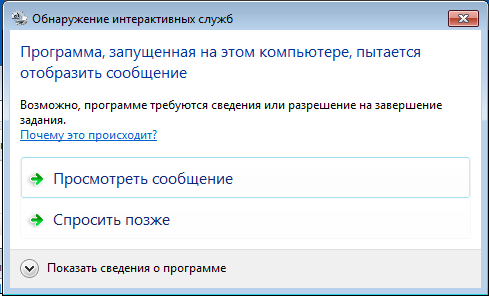 Обнаружение интерактивных служб
Программа, запущенная на этом компьютере, пытается
отобразить сообщение
Возможно, программе требуются сведения или разрешение на завершение
задания.
Почему это происходит?
Просмотреть сообщение
Спросить позже
Показать сведения о программе